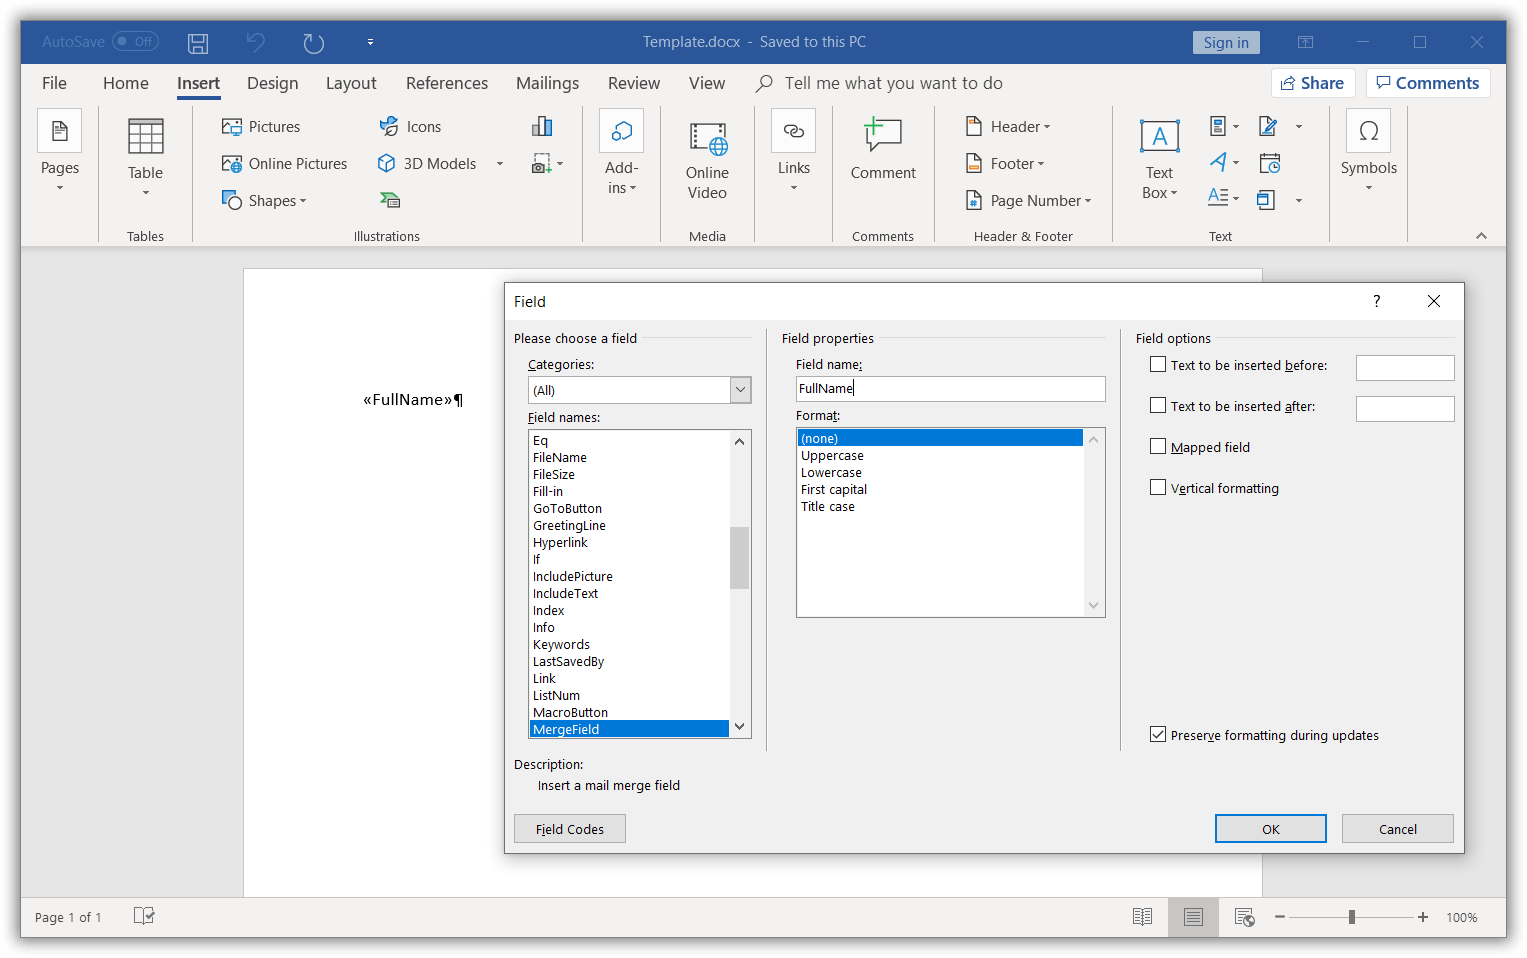 AutoSave Off
Template.docx - Saved to this PC
Sign in
File Home Insert Design Layout References Mailings Review View Tell me what you want to do
Share Comments
Pages
Table
Tables
Pictures
Online Pictures
Shapes
Icons
3D Models
Illustrations
Add-
ins
Online
Video
Media
Links
Comment
Comments
Header
Footer
Page Number
Header & Footer
A
Text
Box
A
A
Text
Ω
Symbols
«FullName»¶
Field
?
Please choose a field
Categories:
(All)
Field names:
Eq
FileName
FileSize
Fill-in
GoToButton
GreetingLine
Hyperlink
If
IncludePicture
IncludeText
Index
Info
Keywords
LastSavedBy
Link
ListNum
MacroButton
MergeField
Field properties
Field name:
FullName
Format:
(none)
Uppercase
Lowercase
First capital
Title case
Field options
Text to be inserted before:
Text to be inserted after:
Mapped field
Vertical formatting
Preserve formatting during updates
Description:
Insert a mail merge field
Field Codes
OK
Cancel
Page 1 of 1
100%